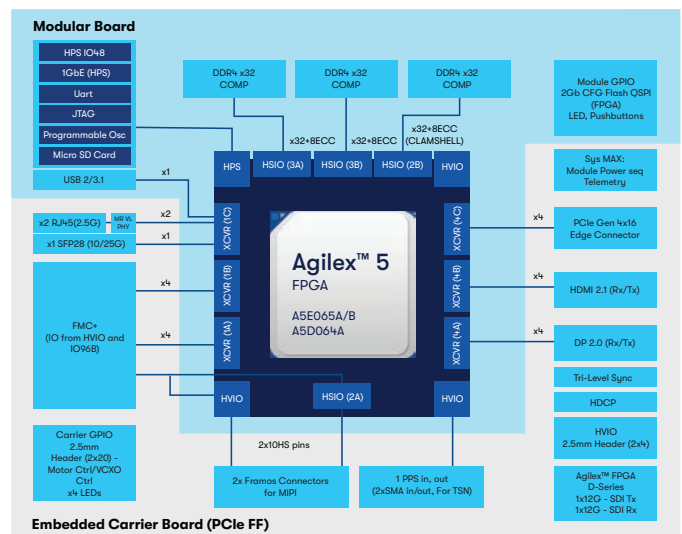 Modular Board
HPS IO48
1GbE (HPS)
Uart
JTAG
Programmable Osc
Micro SD Card
USB 2/3.1
x1
DDR4 x32
COMP
DDR4 x32
COMP
DDR4 x32
COMP
x32+8ECC
x32+8ECC
x32+8ECC
(CLAMSHELL)
Module GPIO
2Gb CFG Flash QSPI
(FPGA)
LED, Pushbuttons
Sys MAX:
Module Power seq
Telemetry
HPS
HSIO (3A)
HSIO (3B)
HSIO (2B)
HVIO
x2 RJ45(2.5G)
MR VL
PHY
x2
x1 SFP28 (10/25G)
x1
XCVR (1C)
XCVR (1B)
XCVR (1A)
XCVR (4C)
XCVR (4B)
XCVR (4A)
Agilex™ 5
FPGA
A5E065A/B
A5D064A
x4
PCIe Gen 4x16
Edge Connector
x4
HDMI 2.1 (Rx/Tx)
x4
DP 2.0 (Rx/Tx)
FMC+
(IO from HVIO and
IO96B)
x4
x4
HVIO
HSIO (2A)
HVIO
Tri-Level Sync
HDCP
HVIO
2.5mm Header (2x4)
Carrier GPIO
2.5mm
Header (2x20) -
Motor Ctrl/VCXO
Ctrl
x4 LEDs
2x10HS pins
2x Framos Connectors
for MIPI
1 PPS in, out
(2xSMA in/out, For TSN)
Agilex™ FPGA
D-Series
1x12G - SDI Tx
1x12G - SDI Rx
Embedded Carrier Board (PCIe FF)